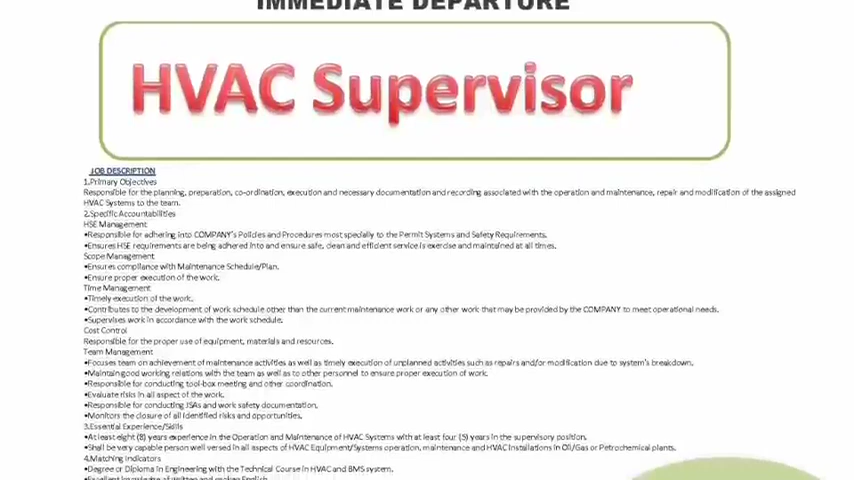 IMMEDIATE DEPARTURE
HVAC Supervisor
JOB DESCRIPTION
1.Primary Objectives
Responsible for the planning, preparation, co-ordination, execution and necessary documentation and recording associated with the operation and maintenance, repair and modification of the assigned
HVAC Systems to the team.
2.Specific Accountabilities
HSE Management
•Responsible for adhering into COMPANY's Policies and Procedures most specially to the Permit Systems and Safety Requirements.
•Ensures HSE requirements are being adhered into and ensure safe, clean and efficient service is exercise and maintained at all times.
Scope Management
•Ensures compliance with Maintenance Schedule/Plan.
•Ensure proper execution of the work.
Time Management
•Timely execution of the work.
•Contributes to the development of work schedule other than the current maintenance work or any other work that may be provided by the COMPANY to meet operational needs.
•Supervises work in accordance with the work schedule.
Cost Control
Responsible for the proper use of equipment, materials and resources.
Team Management
•Focuses team on achievement of maintenance activities as well as timely execution of unplanned activities such as repairs and/or modification due to system's breakdown.
•Maintain good working relations with the team as well as to other personnel to ensure proper execution of work.
•Responsible for conducting tool-box meeting and other coordination.
•Evaluate risks in all aspect of the work.
•Responsible for conducting JSAs and work safety documentation.
•Monitors the closure of all identified risks and opportunities.
3.Essential Experience/Skills
•At least eight (8) years experience in the Operation and Maintenance of HVAC Systems with at least four (5) years in the supervisory position.
•Shall be very capable person well versed in all aspects of HVAC Equipment/Systems operation, maintenance and HVAC Installations in Oil/Gas or Petrochemical plants.
4.Matching Indicators
•Degree or Diploma in Engineering with the Technical Course in HVAC and BMS system.
•Excellent knowledge of written and spoken English